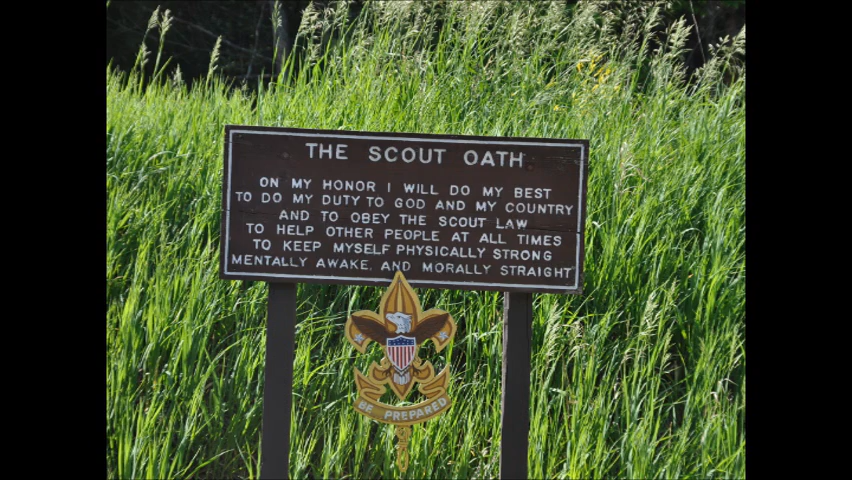 THE SCOUT OATH
ON MY HONOR I WILL DO MY BEST
TO DO MY DUTY TO GOD AND MY COUNTRY
AND TO OBEY THE SCOUT LAW
TO HELP OTHER PEOPLE AT ALL TIMES
TO KEEP MYSELF PHYSICALLY STRONG
MENTALLY AWAKE. AND MORALLY STRAIGHT
BE PREPARED